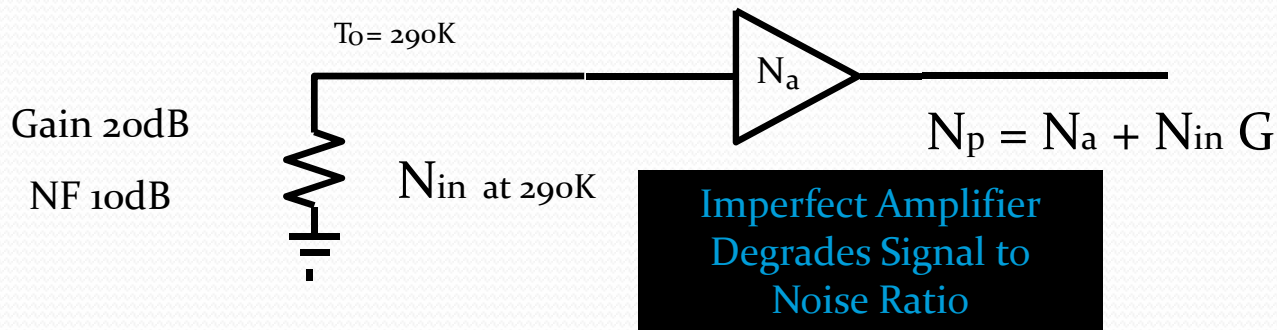 To = 290K
Na
Gain 20dB
NF 10dB
Nin at 290K
Np = Na + Nin G
Imperfect Amplifier
Degrades Signal to
Noise Ratio